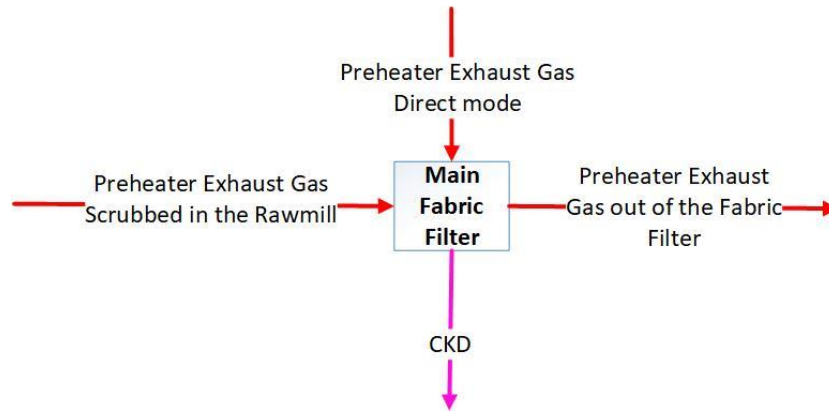 Preheater Exhaust Gas
Direct mode
Preheater Exhaust Gas
Scrubbed in the Rawmill
Main
Fabric
Filter
Preheater Exhaust
Gas out of the Fabric
Filter
CKD